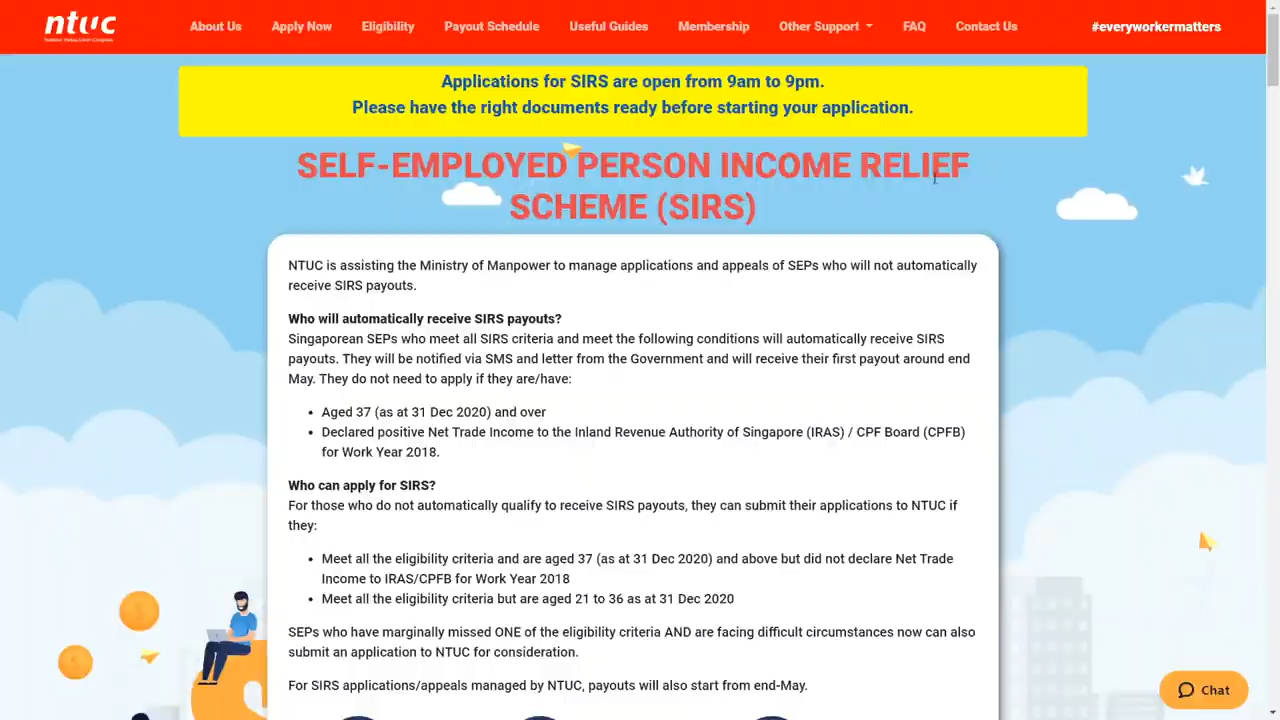 ntuc
About Us
Apply Now
Eligibility
Payout Schedule
Useful Guides
Membership
Other Support
FAQ
Contact Us
#everyworkermatters
Applications for SIRS are open from 9am to 9pm.
Please have the right documents ready before starting your application.
SELF-EMPLOYED PERSON INCOME RELIEF
SCHEME (SIRS)
NTUC is assisting the Ministry of Manpower to manage applications and appeals of SEPs who will not automatically
receive SIRS payouts.
Who will automatically receive SIRS payouts?
Singaporean SEPs who meet all SIRS criteria and meet the following conditions will automatically receive SIRS
payouts. They will be notified via SMS and letter from the Government and will receive their first payout around end
May. They do not need to apply if they are/have:
• Aged 37 (as at 31 Dec 2020) and over
• Declared positive Net Trade Income to the Inland Revenue Authority of Singapore (IRAS) / CPF Board (CPFB)
for Work Year 2018.
Who can apply for SIRS?
For those who do not automatically qualify to receive SIRS payouts, they can submit their applications to NTUC if
they:
• Meet all the eligibility criteria and are aged 37 (as at 31 Dec 2020) and above but did not declare Net Trade
Income to IRAS/CPFB for Work Year 2018
• Meet all the eligibility criteria but are aged 21 to 36 as at 31 Dec 2020
SEPs who have marginally missed ONE of the eligibility criteria AND are facing difficult circumstances now can also
submit an application to NTUC for consideration.
For SIRS applications/appeals managed by NTUC, payouts will also start from end-May.
Chat